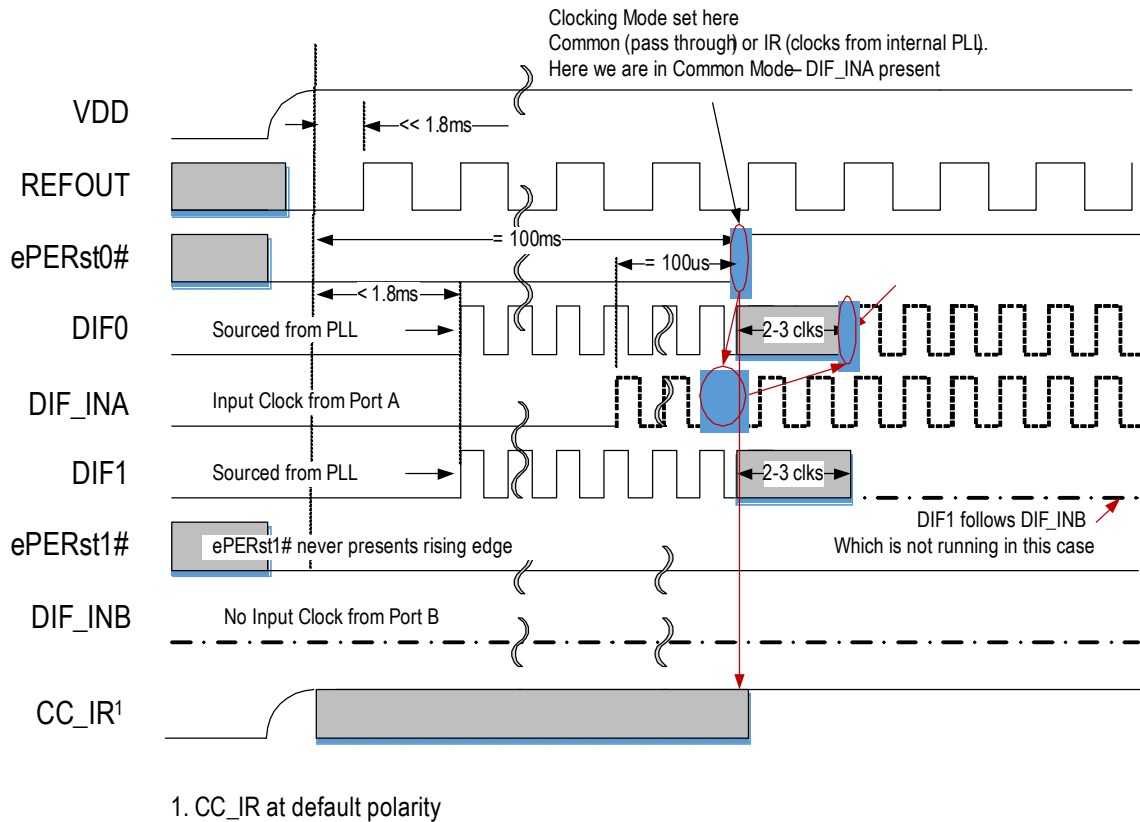 Clocking Mode set here
Common (pass through) or IR (clocks from internal PLL).
Here we are in Common Mode– DIF_INA present
VDD
<< 1.8ms
REFOUT
ePERst0#
= 100ms
= 100us
< 1.8ms
DIF0
Sourced from PLL
2-3 clks
DIF_INA
Input Clock from Port A
DIF1
Sourced from PLL
2-3 clks
DIF1 follows DIF_INB
Which is not running in this case
ePERst1#
ePERst1# never presents rising edge
DIF_INB
No Input Clock from Port B
CC_IR¹
1. CC_IR at default polarity